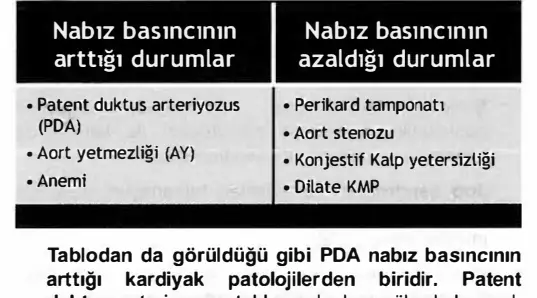 Nabız basıncının
arttığı durumlar
Nabız basıncının
azaldığı durumlar
• Patent duktus arteriyozus
(PDA)
• Aort yetmezliği (AY)
• Anemi
• Perikard tamponatı
• Aort stenozu
• Konjestif Kalp yetersizliği
• Dilate KMP
Tablodan da görüldüğü gibi PDA nabız basıncının
arttığı kardiyak patolojilerden biridir. Patent